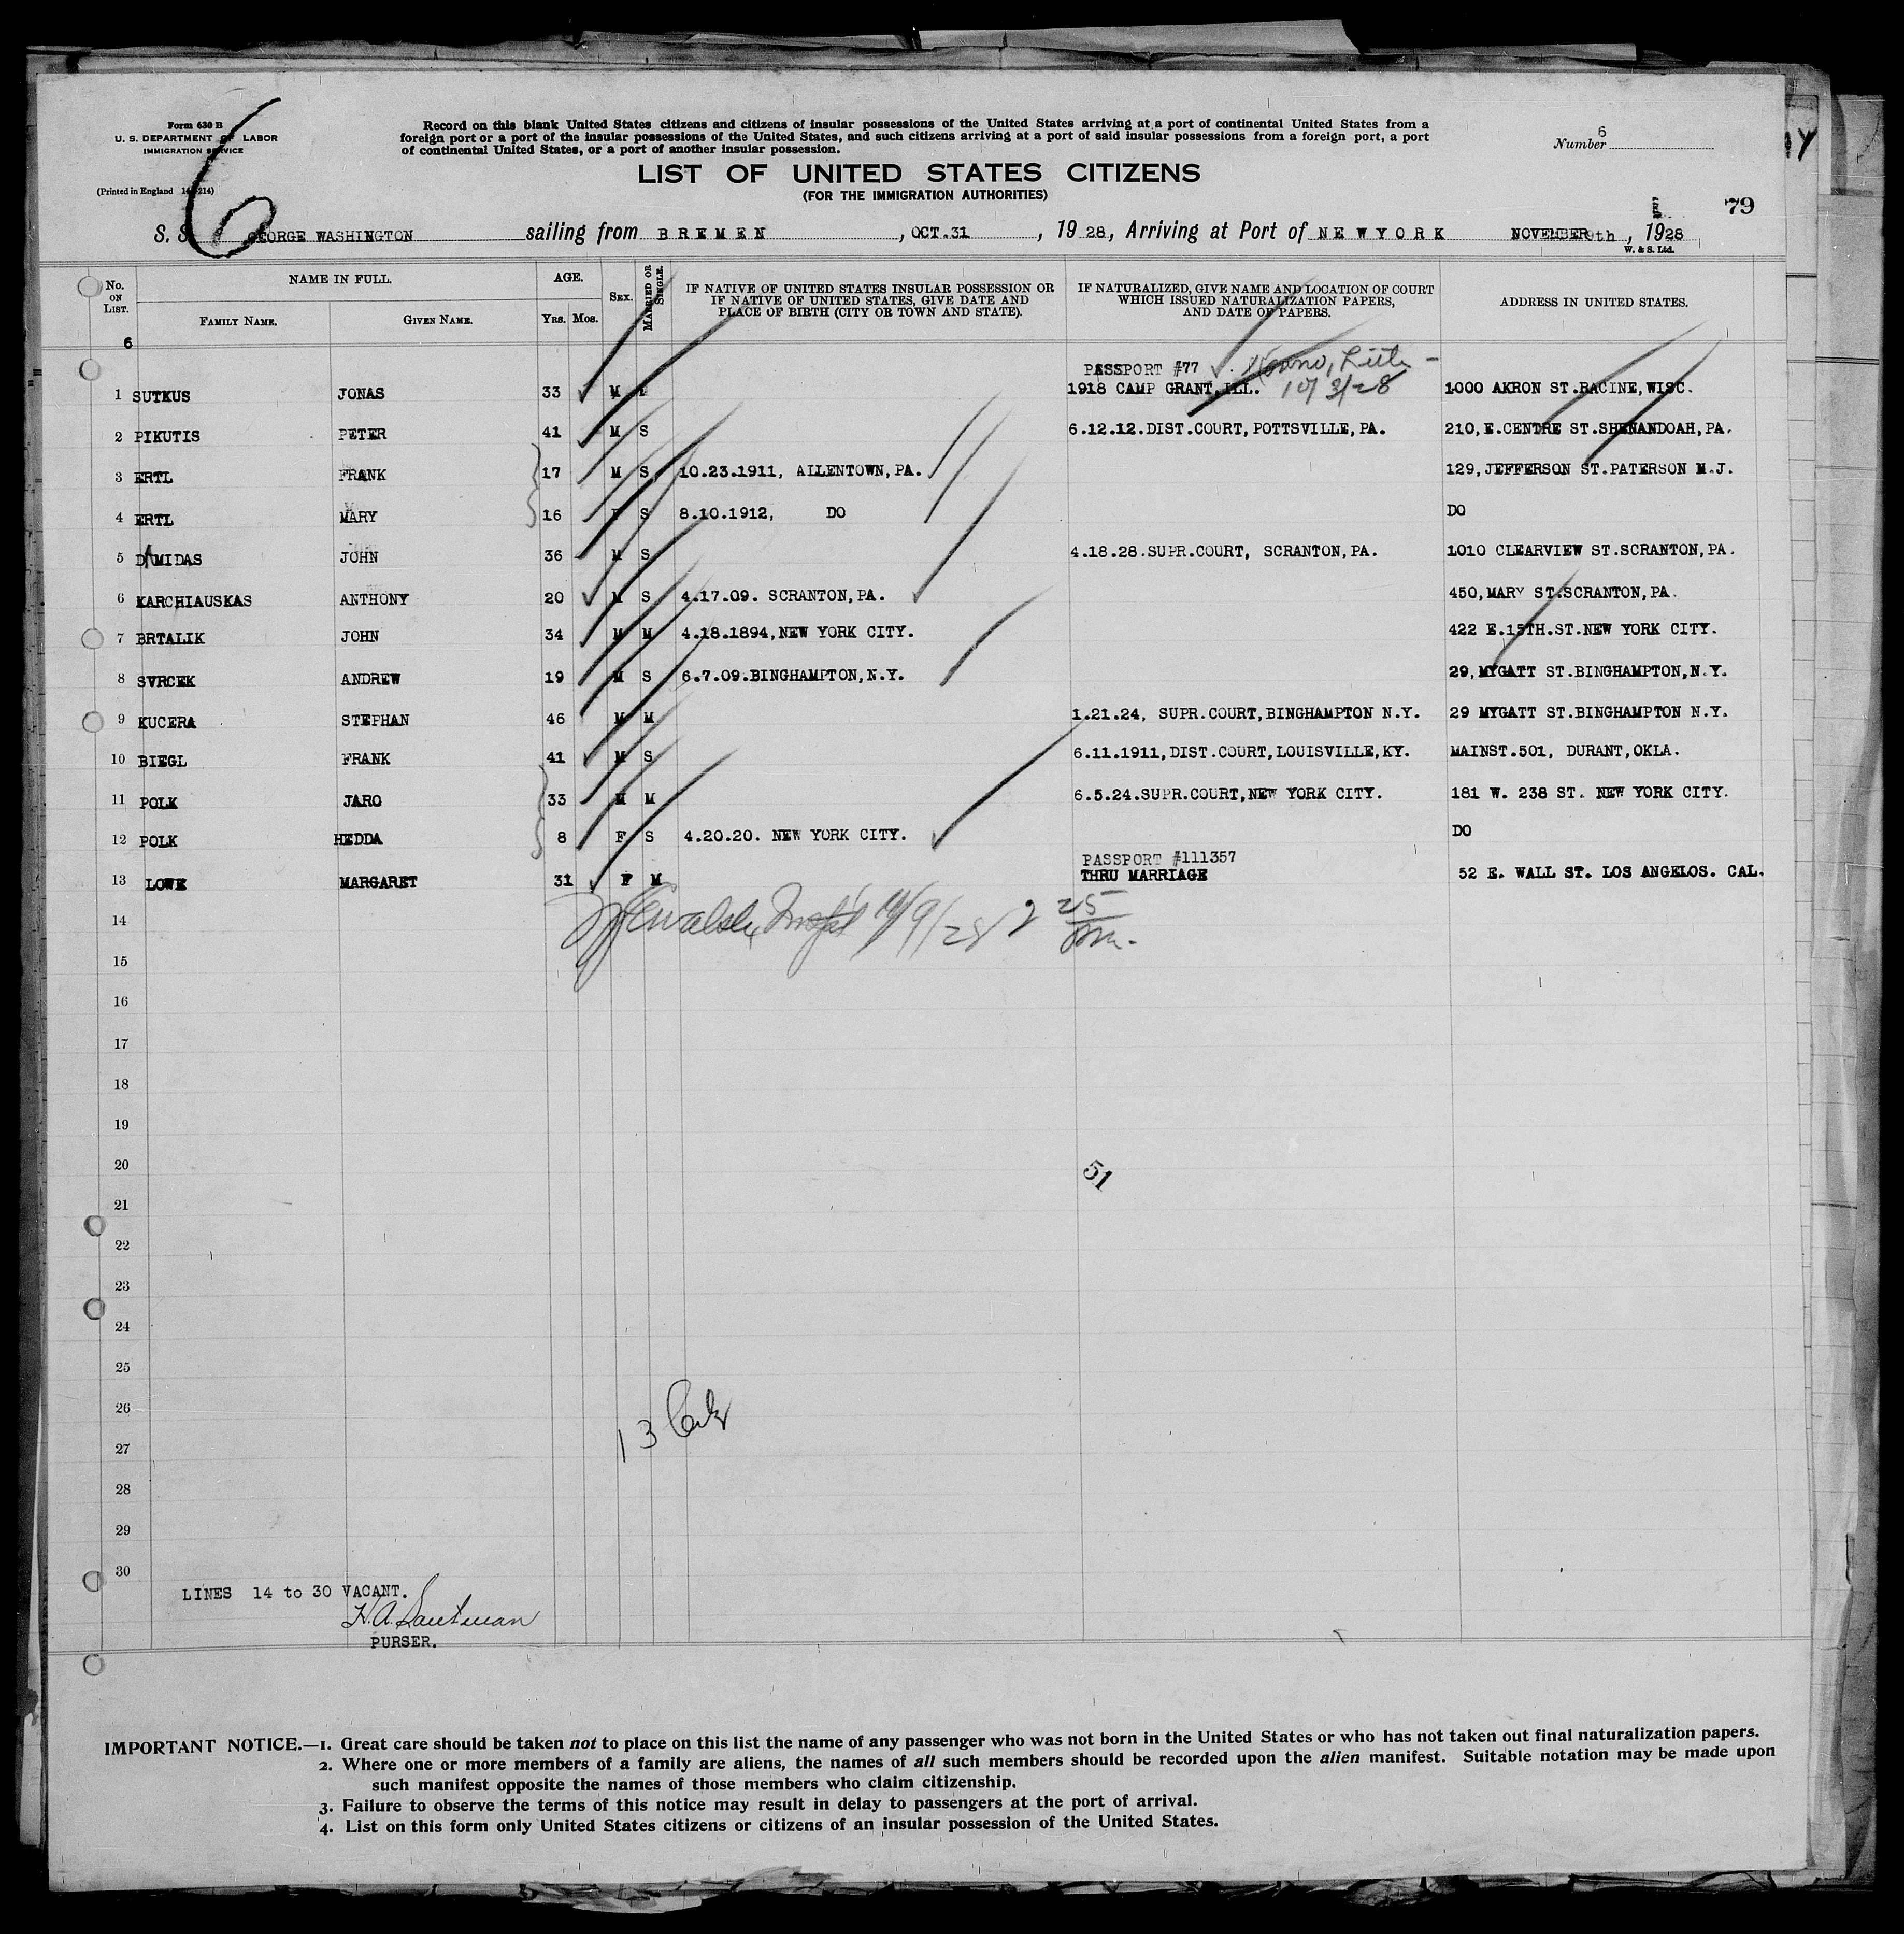 Form 630 B
U. S. DEPARTMENT OF LABOR
IMMIGRATION SERVICE
(Printed in England 14-214)
6
Record on this blank United States citizens and citizens of insular possessions of the United States arriving at a port of continental United States from a
foreign port or a port of the insular possessions of the United States, and such citizens arriving at a port of said insular possessions from a foreign port, a port
of continental United States, or a port of another insular possession.
Number 6
LIST OF UNITED STATES CITIZENS
(FOR THE IMMIGRATION AUTHORITIES)
79
S. S. GEORGE WASHINGTON sailing from BREMEN, OCT.31, 1928, Arriving at Port of NEWYORK NOVEMBER 9th, 1928
W. & S. Ltd.
No. ON LIST. NAME IN FULL. FAMILY NAME. GIVEN NAME. AGE. YRS. MOS. SEX. MARRIED OR SINGLE. IF NATIVE OF UNITED STATES INSULAR POSSESSION OR IF NATIVE OF UNITED STATES, GIVE DATE AND PLACE OF BIRTH (CITY OR TOWN AND STATE). IF NATURALIZED, GIVE NAME AND LOCATION OF COURT WHICH ISSUED NATURALIZATION PAPERS, AND DATE OF PAPERS. ADDRESS IN UNITED STATES.
6
PASSPORT #77 Kovno, Lith -
1 SUTKUS JONAS 33 M 1918 CAMP GRANT, ILL. 10/3/28 1000 AKRON ST.RACINE, WISC.
2 PIKUTIS PETER 41 M S 6.12.12.DIST.COURT, POTTSVILLE, PA. 210, E.CENTRE ST.SHENANDOAH, PA.
3 ERTL FRANK 17 M S 10.23.1911, ALLENTOWN, PA. 129, JEFFERSON ST.PATERSON N.J.
4 ERTL MARY 16 F S 8.10.1912, DO DO
5 DAMIDAS JOHN 36 M S 4.18.28.SUPR.COURT, SCRANTON, PA. 1010 CLEARVIEW ST.SCRANTON, PA.
6 KARCHIAUSKAS ANTHONY 20 M S 4.17.09. SCRANTON, PA. 450, MARY ST.SCRANTON, PA.
7 BRTALIK JOHN 34 M M 4.18.1894, NEW YORK CITY. 422 E.15TH.ST.NEW YORK CITY.
8 SVRCEK ANDREW 19 M S 6.7.09.BINGHAMPTON, N.Y. 29, MYGATT ST.BINGHAMPTON, N.Y.
9 KUCERA STEPHAN 46 M M 1.21.24, SUPR.COURT, BINGHAMPTON N.Y. 29 MYGATT ST.BINGHAMPTON N.Y.
10 BIEGL FRANK 41 M S 6.11.1911, DIST.COURT, LOUISVILLE, KY. MAINST.501, DURANT, OKLA.
11 POLK JARO 33 M M 6.5.24.SUPR.COURT, NEW YORK CITY. 181 W. 238 ST. NEW YORK CITY.
12 POLK HEDDA 8 F S 4.20.20. NEW YORK CITY. DO
PASSPORT #111357
13 LOWE MARGARET 31 F M THRU MARRIAGE 52 E. WALL ST. LOS ANGELOS. CAL.
14
11/9/28 2 25
15
16
17
18
19
20
51
21
22
23
24
25
26
13
27
28
29
30
LINES 14 to 30 VACANT.
PURSER.
IMPORTANT NOTICE.—1. Great care should be taken not to place on this list the name of any passenger who was not born in the United States or who has not taken out final naturalization papers.
2. Where one or more members of a family are aliens, the names of all such members should be recorded upon the alien manifest. Suitable notation may be made upon
such manifest opposite the names of those members who claim citizenship.
3. Failure to observe the terms of this notice may result in delay to passengers at the port of arrival.
4. List on this form only United States citizens or citizens of an insular possession of the United States.